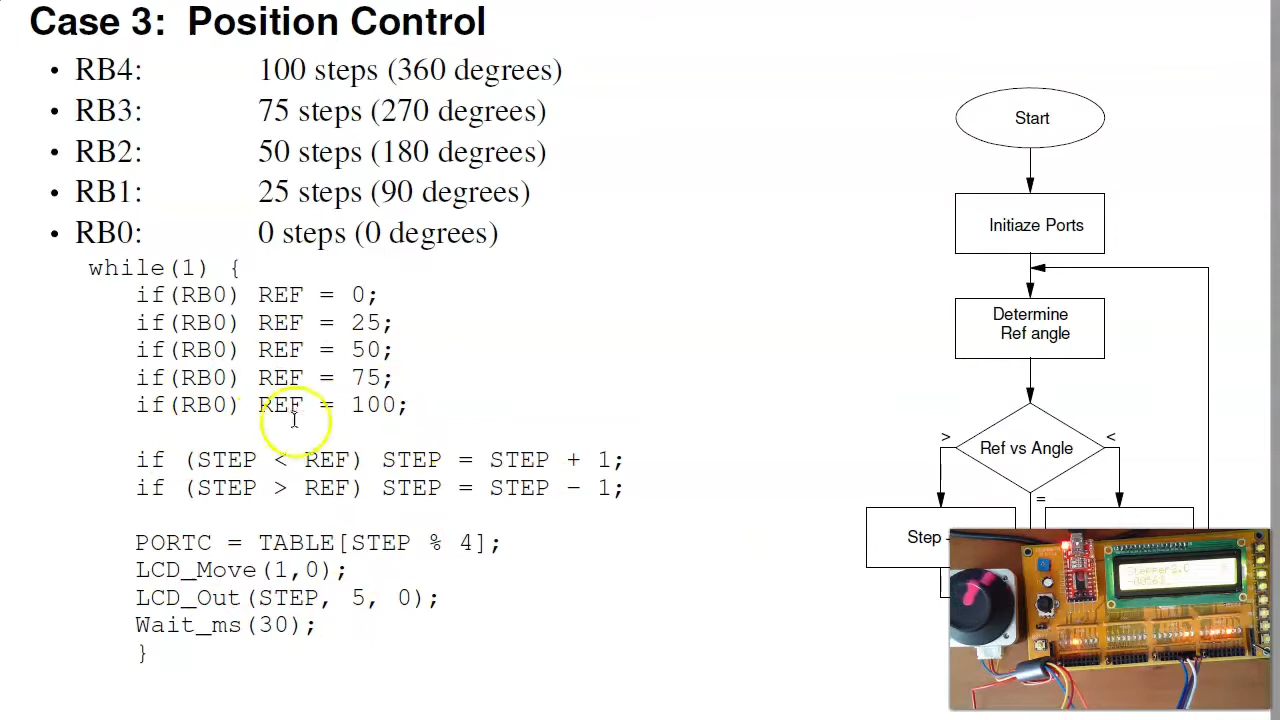 Case 3: Position Control
• RB4: 100 steps (360 degrees)
• RB3: 75 steps (270 degrees)
• RB2: 50 steps (180 degrees)
• RB1: 25 steps (90 degrees)
• RB0: 0 steps (0 degrees)
while(1) {
if(RB0) REF = 0;
if(RB0) REF = 25;
if(RB0) REF = 50;
if(RB0) REF = 75;
if(RB0) REF = 100;
if (STEP < REF) STEP = STEP + 1;
if (STEP > REF) STEP = STEP - 1;
PORTC = TABLE[STEP % 4];
LCD_Move(1,0);
LCD_Out(STEP, 5, 0);
Wait_ms(30);
}
Start
Initiaze Ports
Determine
Ref angle
> Ref vs Angle <
=
Step